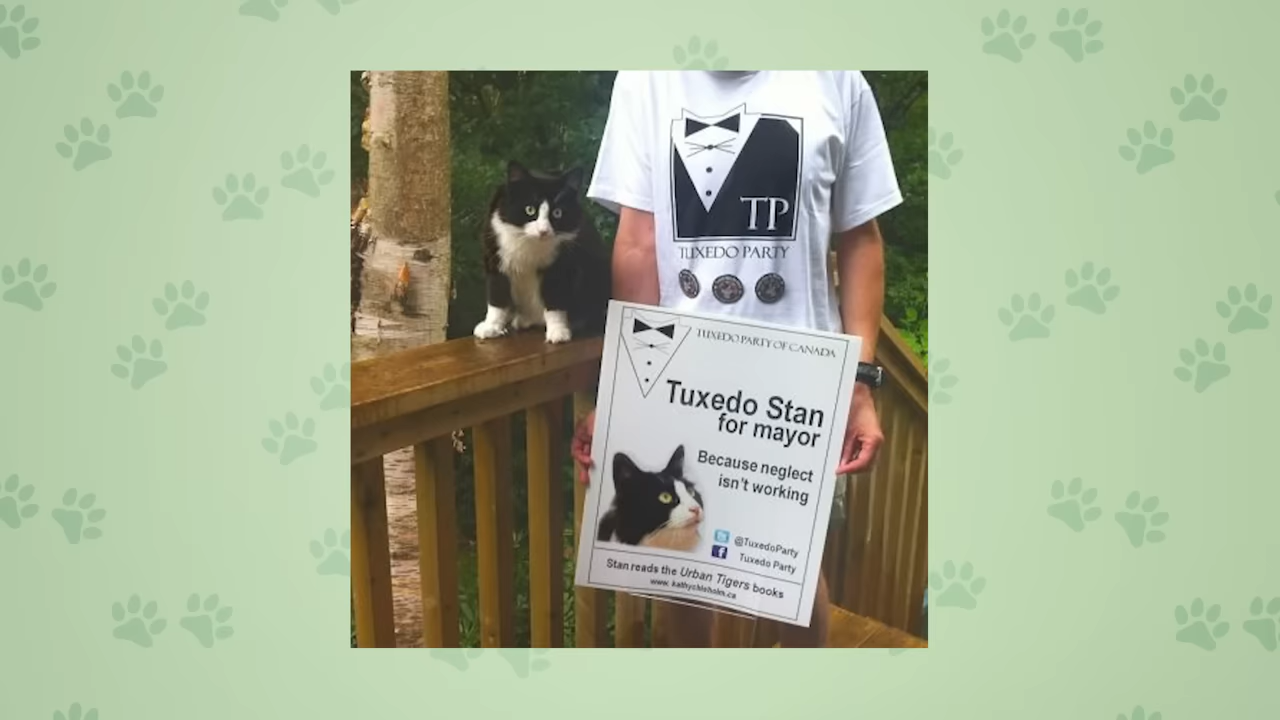 TP
TUXEDO PARTY
TUXEDO PARTY OF CANADA
Tuxedo Stan
for mayor
Because neglect
isn't working
@TuxedoParty
Tuxedo Party
Stan reads the Urban Tigers books
www.kathychisholm.ca